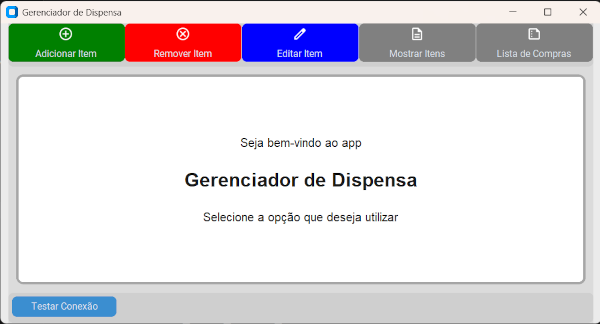 Gerenciador de Dispensa
Adicionar Item
Remover Item
Editar Item
Mostrar Itens
Lista de Compras
Seja bem-vindo ao app
Gerenciador de Dispensa
Selecione a opção que deseja utilizar
Testar Conexão